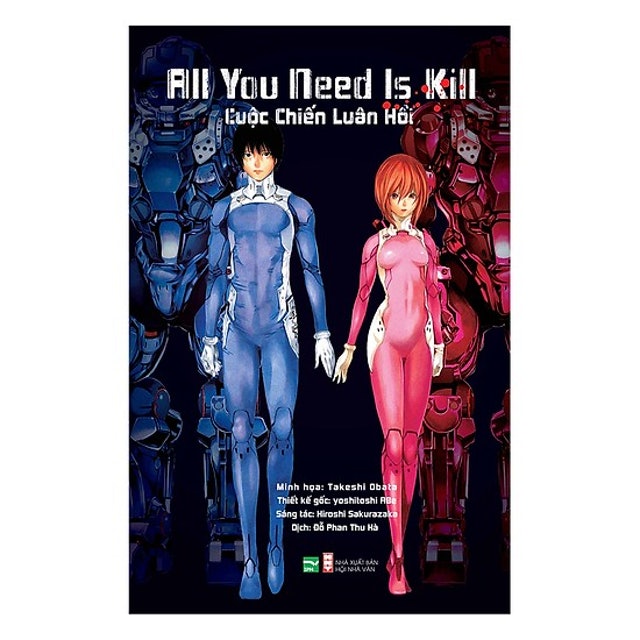 All You Need Is Kill
Cuộc Chiến Luân Hồi
Minh họa: Takeshi Obata
Thiết kế gốc: yoshitoshi ABe
Sáng tác: Hiroshi Sakurazaka
Dịch: Đỗ Phan Thu Hà
IPM
NHÀ XUẤT BẢN
HỘI NHÀ VĂN